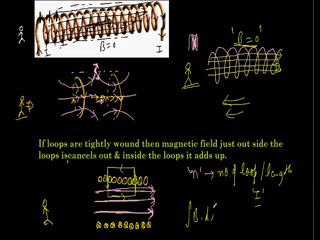 'B=0'
B=0
I I
If loops are tightly wound then magnetic field just out side the
loops iscancels out & inside the loops it adds up.
'n' → no of loop / length
I
∫B.dl